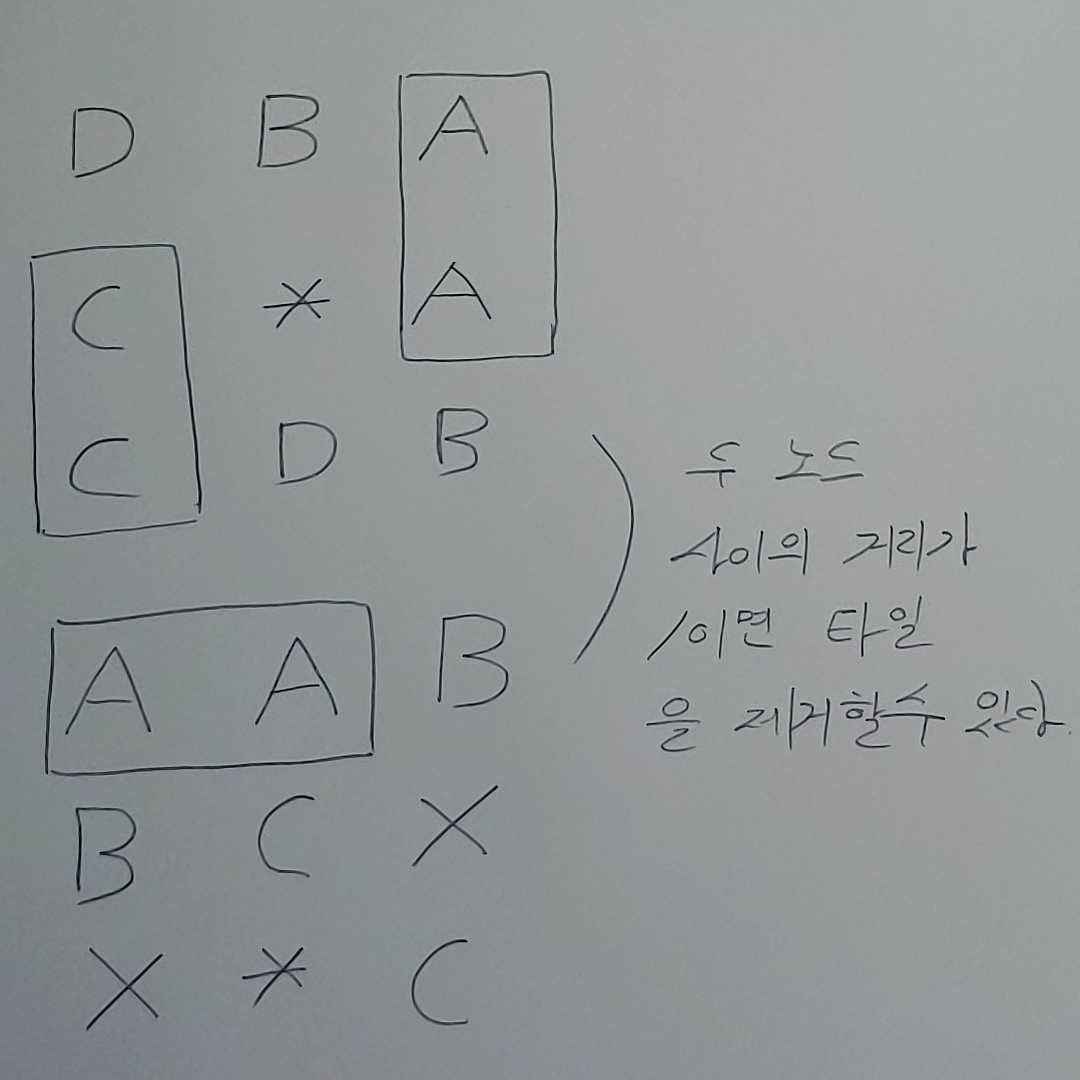 D B A
C * A
C D B
두 노드
사이의 거리가
1이면 타일
을 제거할수 있다.
A A B
B C X
X * C